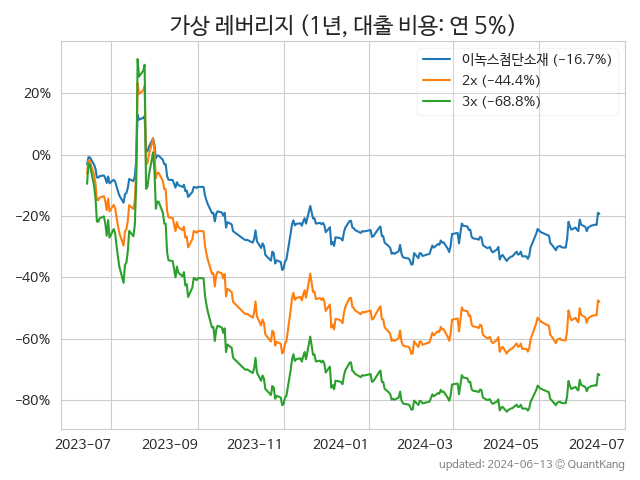 가상 레버리지 (1년, 대출 비용: 연 5%)
이녹스첨단소재 (−16.7%)
2x (−44.4%)
3x (−68.8%)
20%
0%
−20%
−40%
−60%
−80%
2023−07 2023−09 2023−11 2024−01 2024−03 2024−05 2024−07
updated: 2024-06-13 © QuantKang